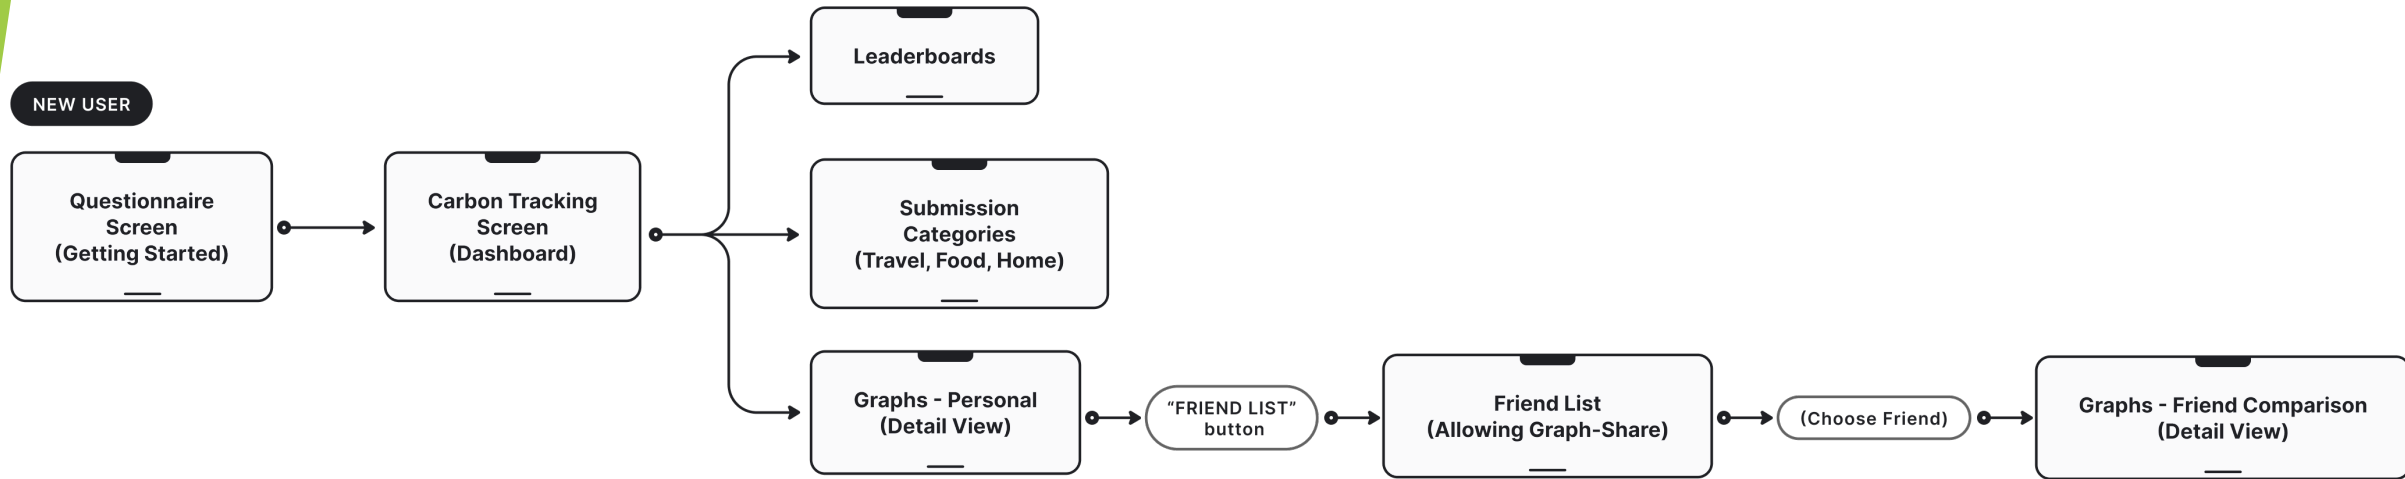 NEW USER
Questionnaire
Screen
(Getting Started)
Carbon Tracking
Screen
(Dashboard)
Leaderboards
Submission
Categories
(Travel, Food, Home)
Graphs - Personal
(Detail View)
“FRIEND LIST”
button
Friend List
(Allowing Graph-Share)
(Choose Friend)
Graphs - Friend Comparison
(Detail View)